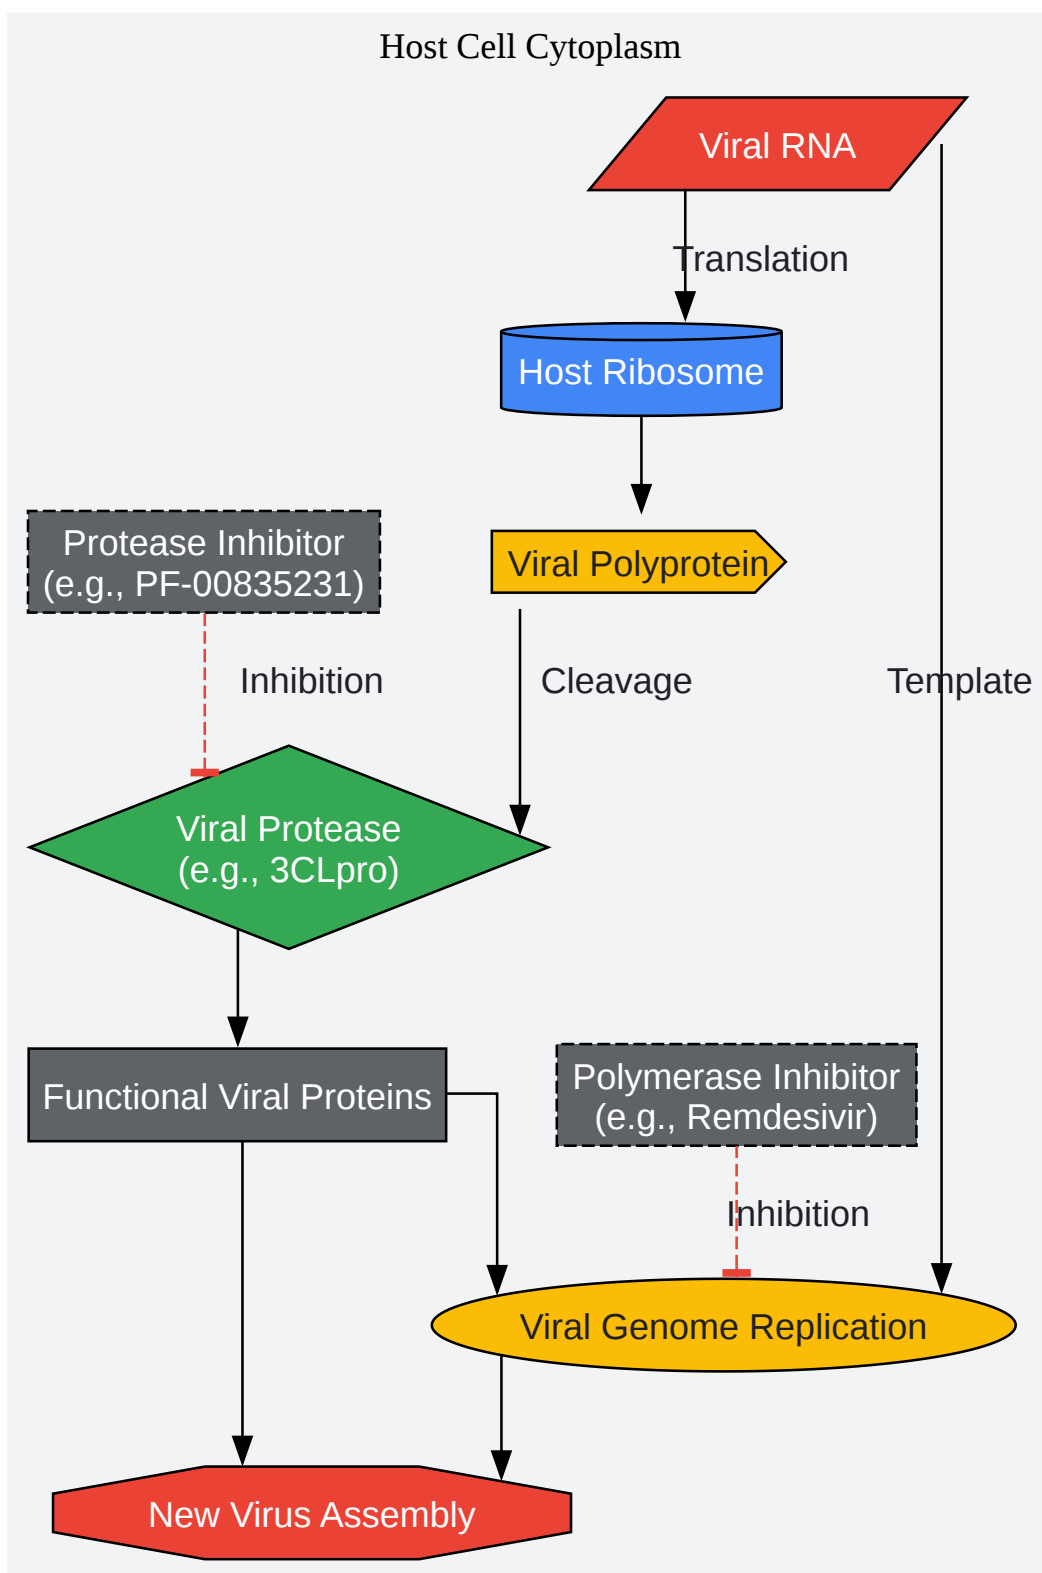 Host Cell Cytoplasm
Viral RNA
Translation
Host Ribosome
Protease Inhibitor
(e.g., PF-00835231)
Viral Polyprotein
Inhibition
Cleavage
Template
Viral Protease
(e.g., 3CLpro)
Functional Viral Proteins
Polymerase Inhibitor
(e.g., Remdesivir)
Inhibition
Viral Genome Replication
New Virus Assembly